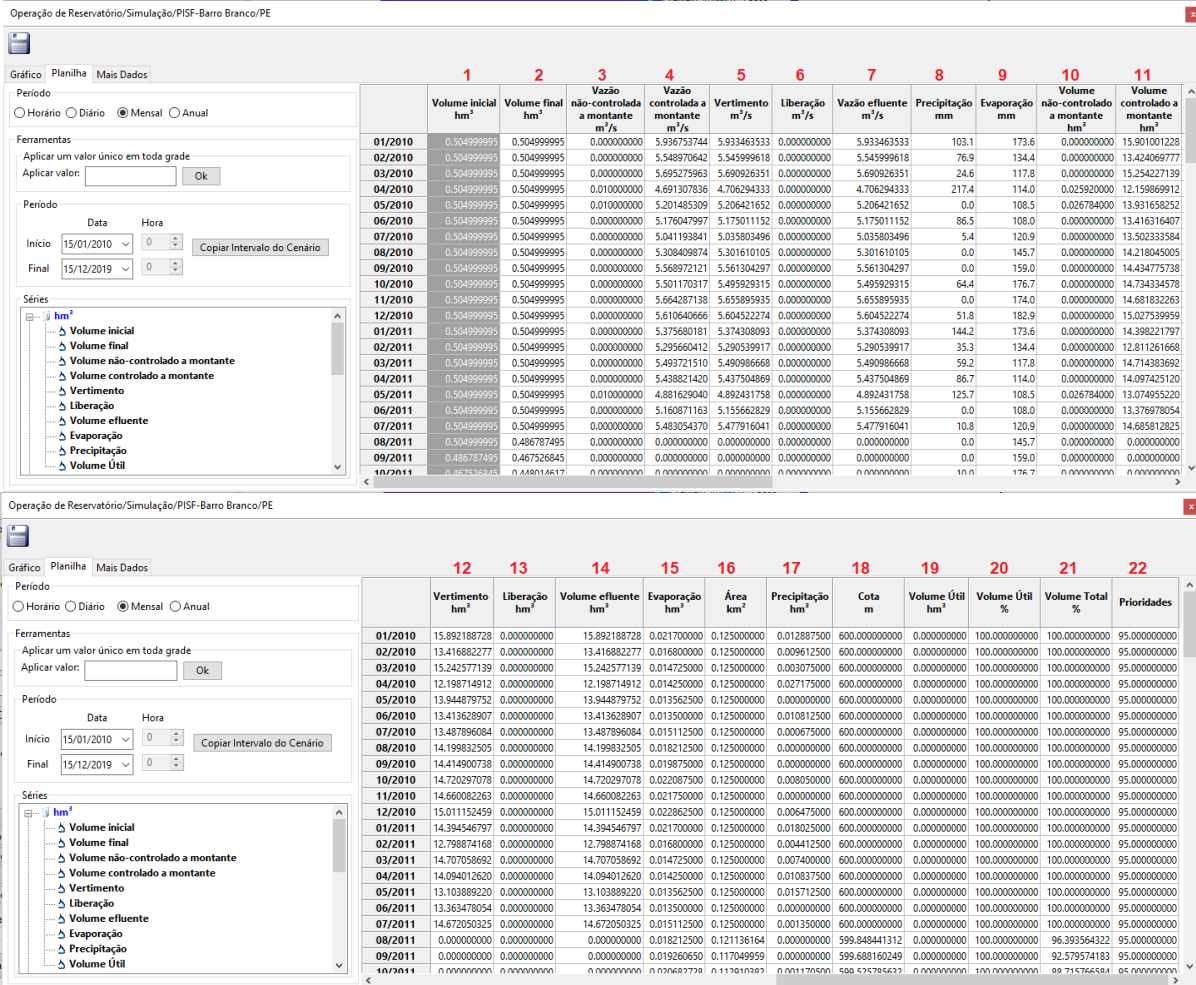 Operação de Reservatório/Simulação/PISF-Barro Branco/PE
x
Gráfico Planilha Mais Dados
1 2 3 4 5 6 7 8 9 10 11
Período
Horário Diário Mensal Anual
Ferramentas
Aplicar um valor único em toda grade
Aplicar valor: Ok
Período
Data Hora
Início 15/01/2010 0 Copiar Intervalo do Cenário
Final 15/12/2019 0
Séries
hm³
Volume inicial
Volume final
Volume não-controlado a montante
Volume controlado a montante
Vertimento
Liberação
Volume efluente
Evaporação
Precipitação
Volume Útil
Volume inicial hm³ Volume final hm³ Vazão não-controlada a montante m³/s Vazão controlada a montante m³/s Vertimento m³/s Liberação m³/s Vazão efluente m³/s Precipitação mm Evaporação mm Volume não-controlado a montante hm³ Volume controlado a montante hm³
01/2010 0.504999995 0.504999995 0.000000000 5.936753744 5.933463533 0.000000000 5.933463533 103.1 173.6 0.000000000 15.901001228
02/2010 0.504999995 0.504999995 0.000000000 5.548970642 5.545999618 0.000000000 5.545999618 76.9 134.4 0.000000000 13.424069777
03/2010 0.504999995 0.504999995 0.000000000 5.695275963 5.690926351 0.000000000 5.690926351 24.6 117.8 0.000000000 15.254227139
04/2010 0.504999995 0.504999995 0.010000000 4.691307836 4.706294333 0.000000000 4.706294333 217.4 114.0 0.025920000 12.159869912
05/2010 0.504999995 0.504999995 0.010000000 5.201485309 5.206421652 0.000000000 5.206421652 0.0 108.5 0.026784000 13.931658252
06/2010 0.504999995 0.504999995 0.000000000 5.176047997 5.175011152 0.000000000 5.175011152 86.5 108.0 0.000000000 13.416316407
07/2010 0.504999995 0.504999995 0.000000000 5.041193841 5.035803496 0.000000000 5.035803496 5.4 120.9 0.000000000 13.502333584
08/2010 0.504999995 0.504999995 0.000000000 5.308409874 5.301610105 0.000000000 5.301610105 0.0 145.7 0.000000000 14.218045005
09/2010 0.504999995 0.504999995 0.000000000 5.568972121 5.561304297 0.000000000 5.561304297 0.0 159.0 0.000000000 14.434775738
10/2010 0.504999995 0.504999995 0.000000000 5.501170317 5.495929315 0.000000000 5.495929315 64.4 176.7 0.000000000 14.734334578
11/2010 0.504999995 0.504999995 0.000000000 5.664287138 5.655895935 0.000000000 5.655895935 0.0 174.0 0.000000000 14.681832263
12/2010 0.504999995 0.504999995 0.000000000 5.610640666 5.604522274 0.000000000 5.604522274 51.8 182.9 0.000000000 15.027539959
01/2011 0.504999995 0.504999995 0.000000000 5.375680181 5.374308093 0.000000000 5.374308093 144.2 173.6 0.000000000 14.398221797
02/2011 0.504999995 0.504999995 0.000000000 5.295660412 5.290539917 0.000000000 5.290539917 35.3 134.4 0.000000000 12.811261668
03/2011 0.504999995 0.504999995 0.000000000 5.493721510 5.490986668 0.000000000 5.490986668 59.2 117.8 0.000000000 14.714383692
04/2011 0.504999995 0.504999995 0.000000000 5.438821420 5.437504869 0.000000000 5.437504869 86.7 114.0 0.000000000 14.097425120
05/2011 0.504999995 0.504999995 0.010000000 4.881629040 4.892431758 0.000000000 4.892431758 125.7 108.5 0.026784000 13.074955220
06/2011 0.504999995 0.504999995 0.000000000 5.160871163 5.155662829 0.000000000 5.155662829 0.0 108.0 0.000000000 13.376978054
07/2011 0.504999995 0.504999995 0.000000000 5.483054370 5.477916041 0.000000000 5.477916041 10.8 120.9 0.000000000 14.685812825
08/2011 0.504999995 0.486787495 0.000000000 0.000000000 0.000000000 0.000000000 0.000000000 0.0 145.7 0.000000000 0.000000000
09/2011 0.486787495 0.467526845 0.000000000 0.000000000 0.000000000 0.000000000 0.000000000 0.0 159.0 0.000000000 0.000000000
10/2011 0.467526845 0.448014617 0.000000000 0.000000000 0.000000000 0.000000000 0.000000000 10.0 176.7 0.000000000 0.000000000
Operação de Reservatório/Simulação/PISF-Barro Branco/PE
x
Gráfico Planilha Mais Dados
12 13 14 15 16 17 18 19 20 21 22
Período
Horário Diário Mensal Anual
Ferramentas
Aplicar um valor único em toda grade
Aplicar valor: Ok
Período
Data Hora
Início 15/01/2010 0 Copiar Intervalo do Cenário
Final 15/12/2019 0
Séries
hm³
Volume inicial
Volume final
Volume não-controlado a montante
Volume controlado a montante
Vertimento
Liberação
Volume efluente
Evaporação
Precipitação
Volume Útil
Vertimento hm³ Liberação hm³ Volume efluente hm³ Evaporação hm³ Área km² Precipitação hm³ Cota m Volume Útil hm³ Volume Útil % Volume Total % Prioridades
01/2010 15.892188728 0.000000000 15.892188728 0.021700000 0.125000000 0.012887500 600.000000000 0.000000000 100.000000000 100.000000000 95.000000000
02/2010 13.416882277 0.000000000 13.416882277 0.016800000 0.125000000 0.009612500 600.000000000 0.000000000 100.000000000 100.000000000 95.000000000
03/2010 15.242577139 0.000000000 15.242577139 0.014725000 0.125000000 0.003075000 600.000000000 0.000000000 100.000000000 100.000000000 95.000000000
04/2010 12.198714912 0.000000000 12.198714912 0.014250000 0.125000000 0.027175000 600.000000000 0.000000000 100.000000000 100.000000000 95.000000000
05/2010 13.944879752 0.000000000 13.944879752 0.013562500 0.125000000 0.000000000 600.000000000 0.000000000 100.000000000 100.000000000 95.000000000
06/2010 13.413628907 0.000000000 13.413628907 0.013500000 0.125000000 0.010812500 600.000000000 0.000000000 100.000000000 100.000000000 95.000000000
07/2010 13.487896084 0.000000000 13.487896084 0.015112500 0.125000000 0.000675000 600.000000000 0.000000000 100.000000000 100.000000000 95.000000000
08/2010 14.199832505 0.000000000 14.199832505 0.018212500 0.125000000 0.000000000 600.000000000 0.000000000 100.000000000 100.000000000 95.000000000
09/2010 14.414900738 0.000000000 14.414900738 0.019875000 0.125000000 0.000000000 600.000000000 0.000000000 100.000000000 100.000000000 95.000000000
10/2010 14.720297078 0.000000000 14.720297078 0.022087500 0.125000000 0.008050000 600.000000000 0.000000000 100.000000000 100.000000000 95.000000000
11/2010 14.660082263 0.000000000 14.660082263 0.021750000 0.125000000 0.000000000 600.000000000 0.000000000 100.000000000 100.000000000 95.000000000
12/2010 15.011152459 0.000000000 15.011152459 0.022862500 0.125000000 0.006475000 600.000000000 0.000000000 100.000000000 100.000000000 95.000000000
01/2011 14.394546797 0.000000000 14.394546797 0.021700000 0.125000000 0.018025000 600.000000000 0.000000000 100.000000000 100.000000000 95.000000000
02/2011 12.798874168 0.000000000 12.798874168 0.016800000 0.125000000 0.004412500 600.000000000 0.000000000 100.000000000 100.000000000 95.000000000
03/2011 14.707058692 0.000000000 14.707058692 0.014725000 0.125000000 0.007400000 600.000000000 0.000000000 100.000000000 100.000000000 95.000000000
04/2011 14.094012620 0.000000000 14.094012620 0.014250000 0.125000000 0.010837500 600.000000000 0.000000000 100.000000000 100.000000000 95.000000000
05/2011 13.103889220 0.000000000 13.103889220 0.013562500 0.125000000 0.015712500 600.000000000 0.000000000 100.000000000 100.000000000 95.000000000
06/2011 13.363478054 0.000000000 13.363478054 0.013500000 0.125000000 0.000000000 600.000000000 0.000000000 100.000000000 100.000000000 95.000000000
07/2011 14.672050325 0.000000000 14.672050325 0.015112500 0.125000000 0.001350000 600.000000000 0.000000000 100.000000000 100.000000000 95.000000000
08/2011 0.000000000 0.000000000 0.000000000 0.018212500 0.121136164 0.000000000 599.848441312 0.000000000 100.000000000 96.393564322 95.000000000
09/2011 0.000000000 0.000000000 0.000000000 0.019260650 0.117049959 0.000000000 599.688160249 0.000000000 100.000000000 92.579574183 95.000000000
10/2011 0.000000000 0.000000000 0.000000000 0.020682728 0.112910382 0.001170500 599.525785632 0.000000000 100.000000000 88.715766584 95.000000000